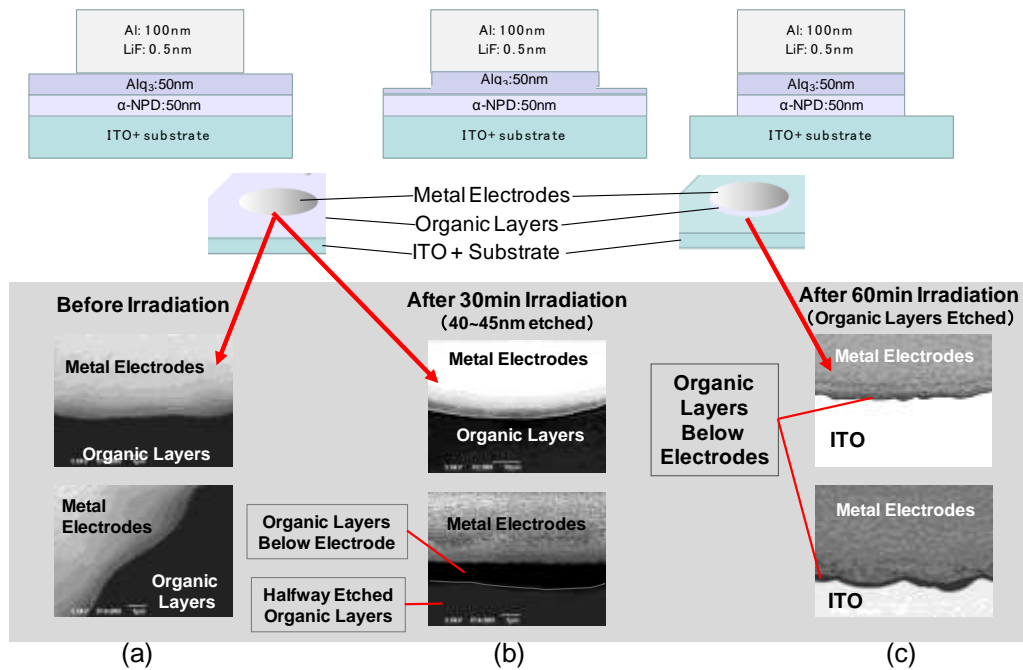 Al: 100nm
LiF: 0.5nm
Alq3:50nm
α-NPD:50nm
ITO+ substrate
Al: 100nm
LiF: 0.5nm
Alq3:50nm
α-NPD:50nm
ITO+ substrate
Al: 100nm
LiF: 0.5nm
Alq3:50nm
α-NPD:50nm
ITO+ substrate
Metal Electrodes
Organic Layers
ITO + Substrate
Before Irradiation
Metal Electrodes
Organic Layers
Metal
Electrodes
Organic
Layers
After 30min Irradiation
(40~45nm etched)
Metal Electrodes
Organic Layers
Organic Layers
Below Electrode
Halfway Etched
Organic Layers
Metal Electrodes
After 60min Irradiation
(Organic Layers Etched)
Organic
Layers
Below
Electrodes
Metal Electrodes
ITO
Metal Electrodes
ITO
(a)
(b)
(c)